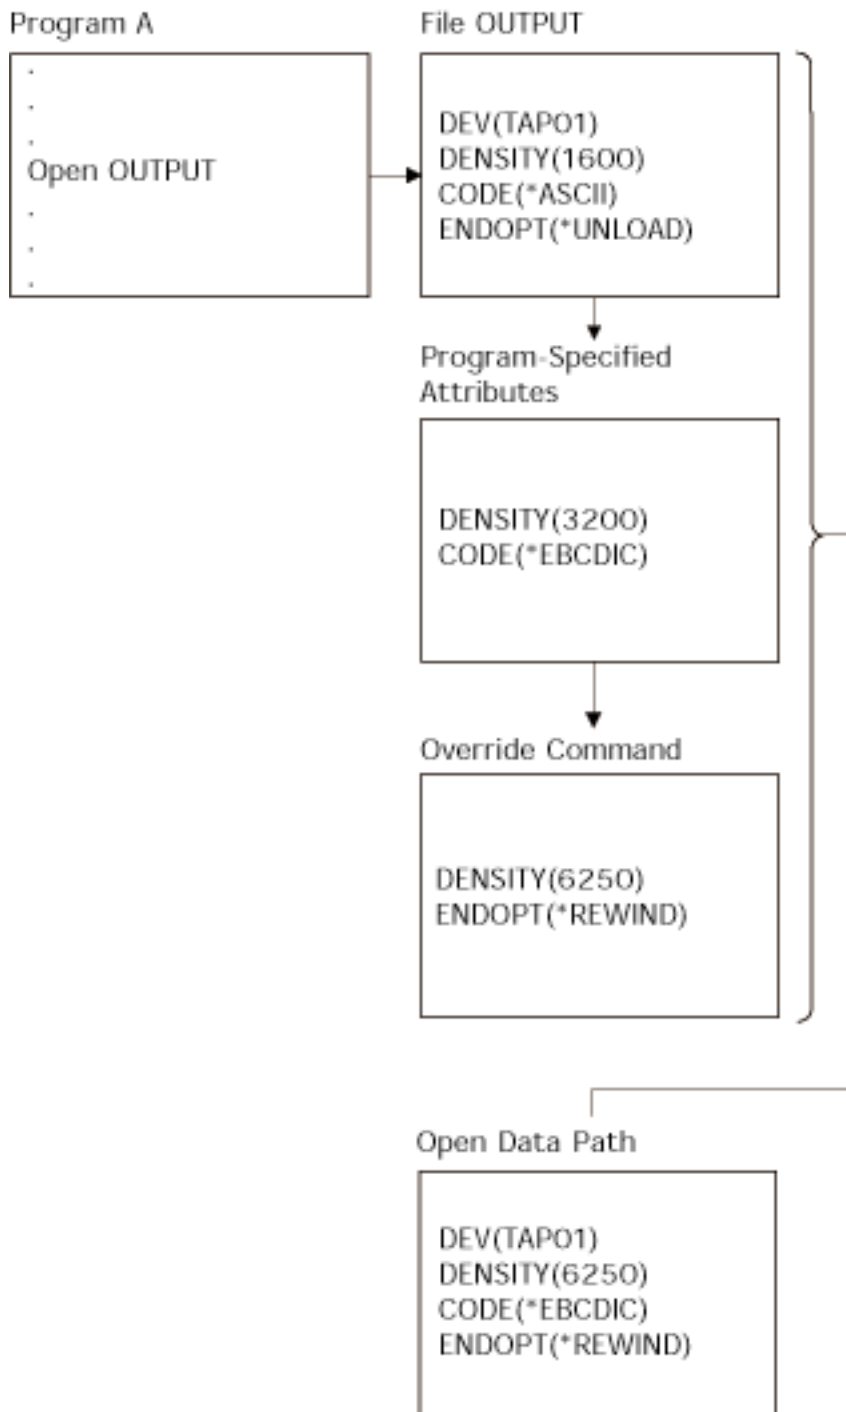 Program A
File OUTPUT
.
.
.
Open OUTPUT
.
.
.
DEV(TAP01)
DENSITY(1600)
CODE(*ASCII)
ENDOPT(*UNLOAD)
Program-Specified
Attributes
DENSITY(3200)
CODE(*EBCDIC)
Override Command
DENSITY(6250)
ENDOPT(*REWIND)
Open Data Path
DEV(TAP01)
DENSITY(6250)
CODE(*EBCDIC)
ENDOPT(*REWIND)